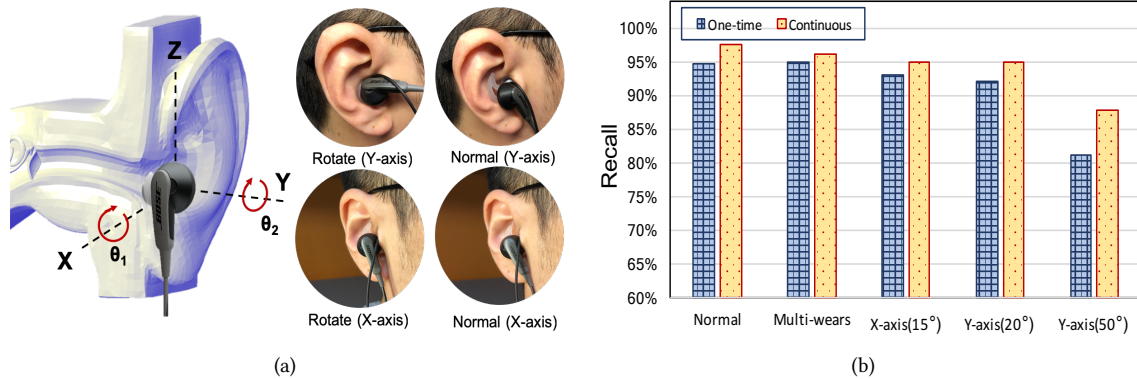 Z
Y
θ2
X
θ1
BOSE
Rotate (Y-axis)
Normal (Y-axis)
Rotate (X-axis)
Normal (X-axis)
(a)
One-time
Continuous
100%
95%
90%
85%
80%
75%
70%
65%
60%
Recall
Normal
Multi-wears
X-axis(15°)
Y-axis(20°)
Y-axis(50°)
(b)